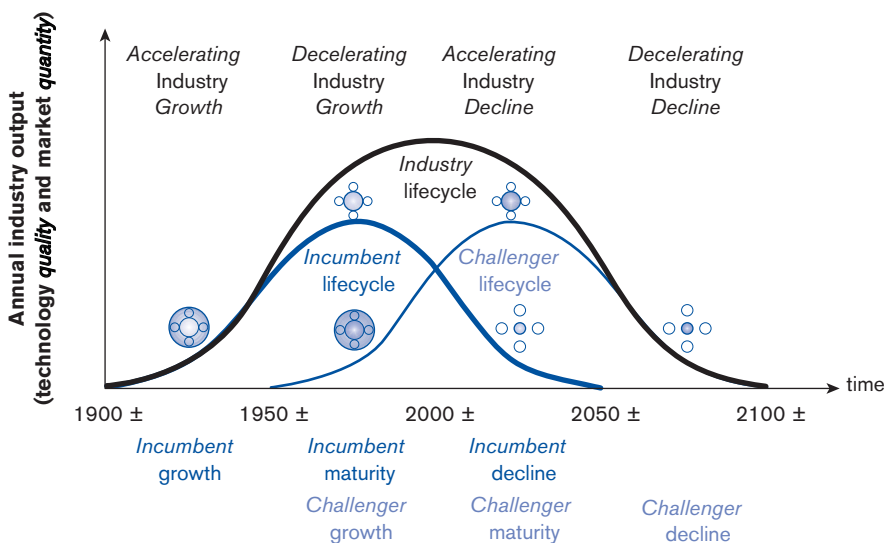 Annual industry output
(technology quality and market quantity)
Accelerating
Industry
Growth
Decelerating
Industry
Growth
Accelerating
Industry
Decline
Decelerating
Industry
Decline
Industry
lifecycle
Incumbent
lifecycle
Challenger
lifecycle
time
1900 ±
1950 ±
2000 ±
2050 ±
2100 ±
Incumbent
growth
Incumbent
maturity
Incumbent
decline
Challenger
growth
Challenger
maturity
Challenger
decline